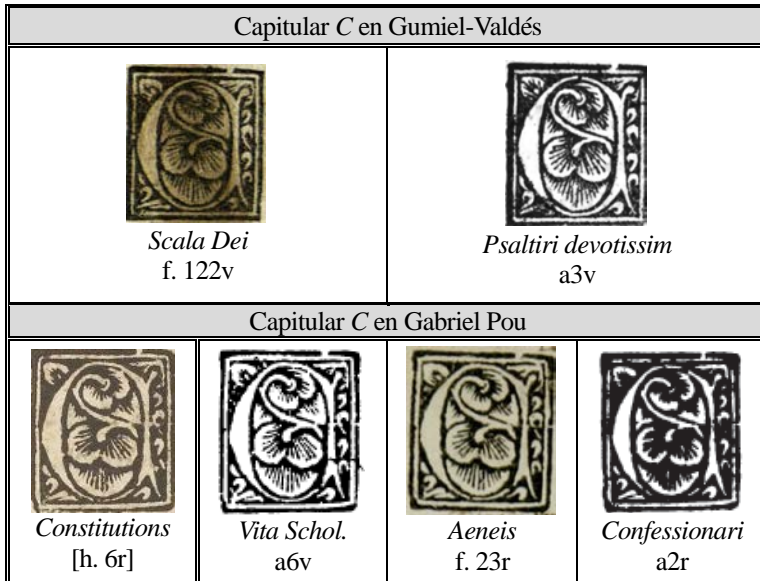 Capitular C en Gumiel-Valdés
Scala Dei
f. 122v
Psaltiri devotissim
a3v
Capitular C en Gabriel Pou
Constitutions
[h. 6r]
Vita Schol.
a6v
Aeneis
f. 23r
Confessionari
a2r